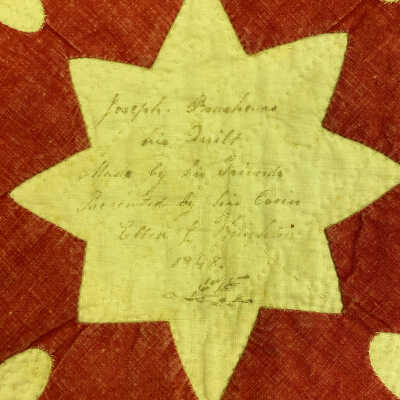 Joseph
his Quilt
Made by his Friends
Presented by his Cousin
Ellen
1848.